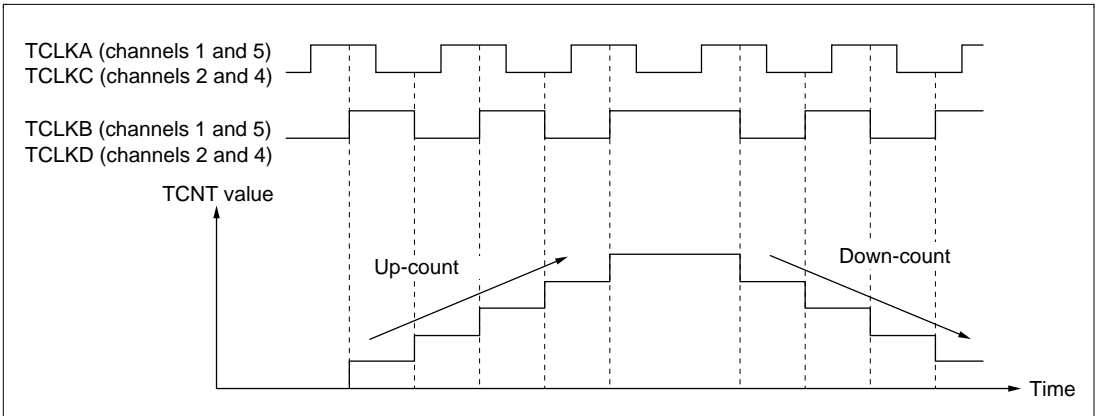 TCLKA (channels 1 and 5)
TCLKC (channels 2 and 4)
TCLKB (channels 1 and 5)
TCLKD (channels 2 and 4)
TCNT value
Up-count
Down-count
Time